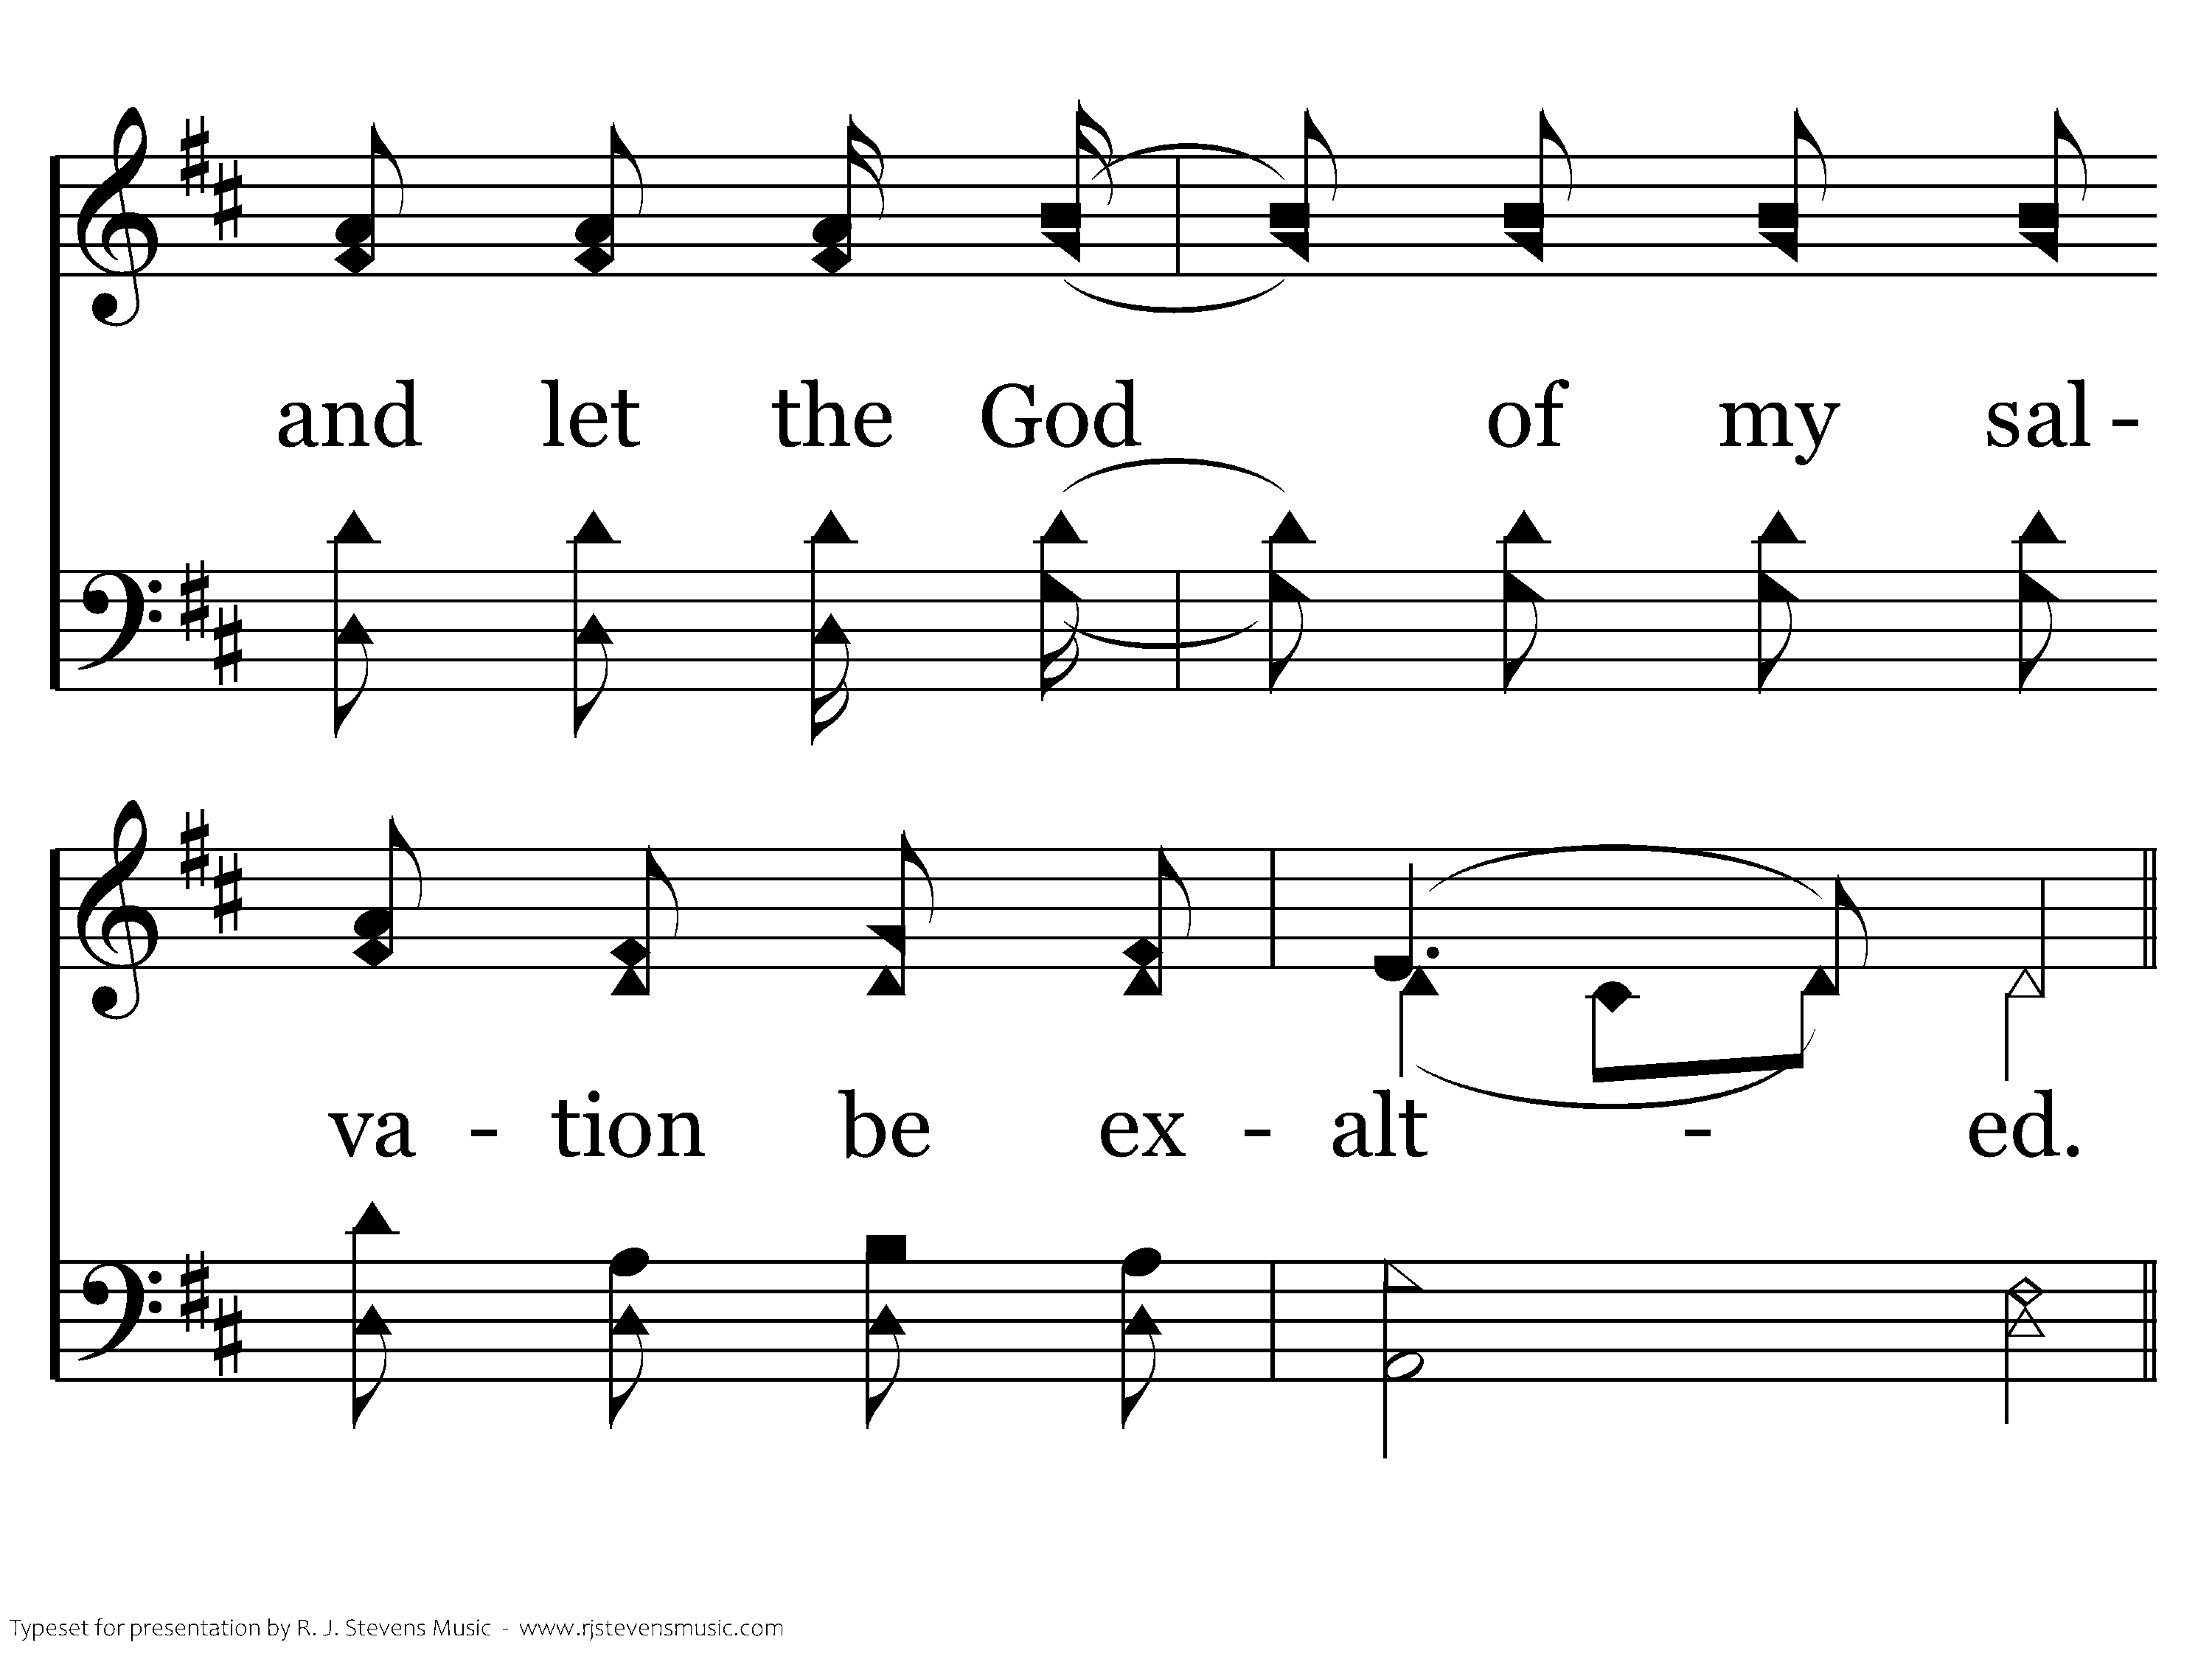 and let the God of my sal -
va - tion be ex - alt - ed.
Typeset for presentation by R. J. Stevens Music - www.rjstevensmusic.com